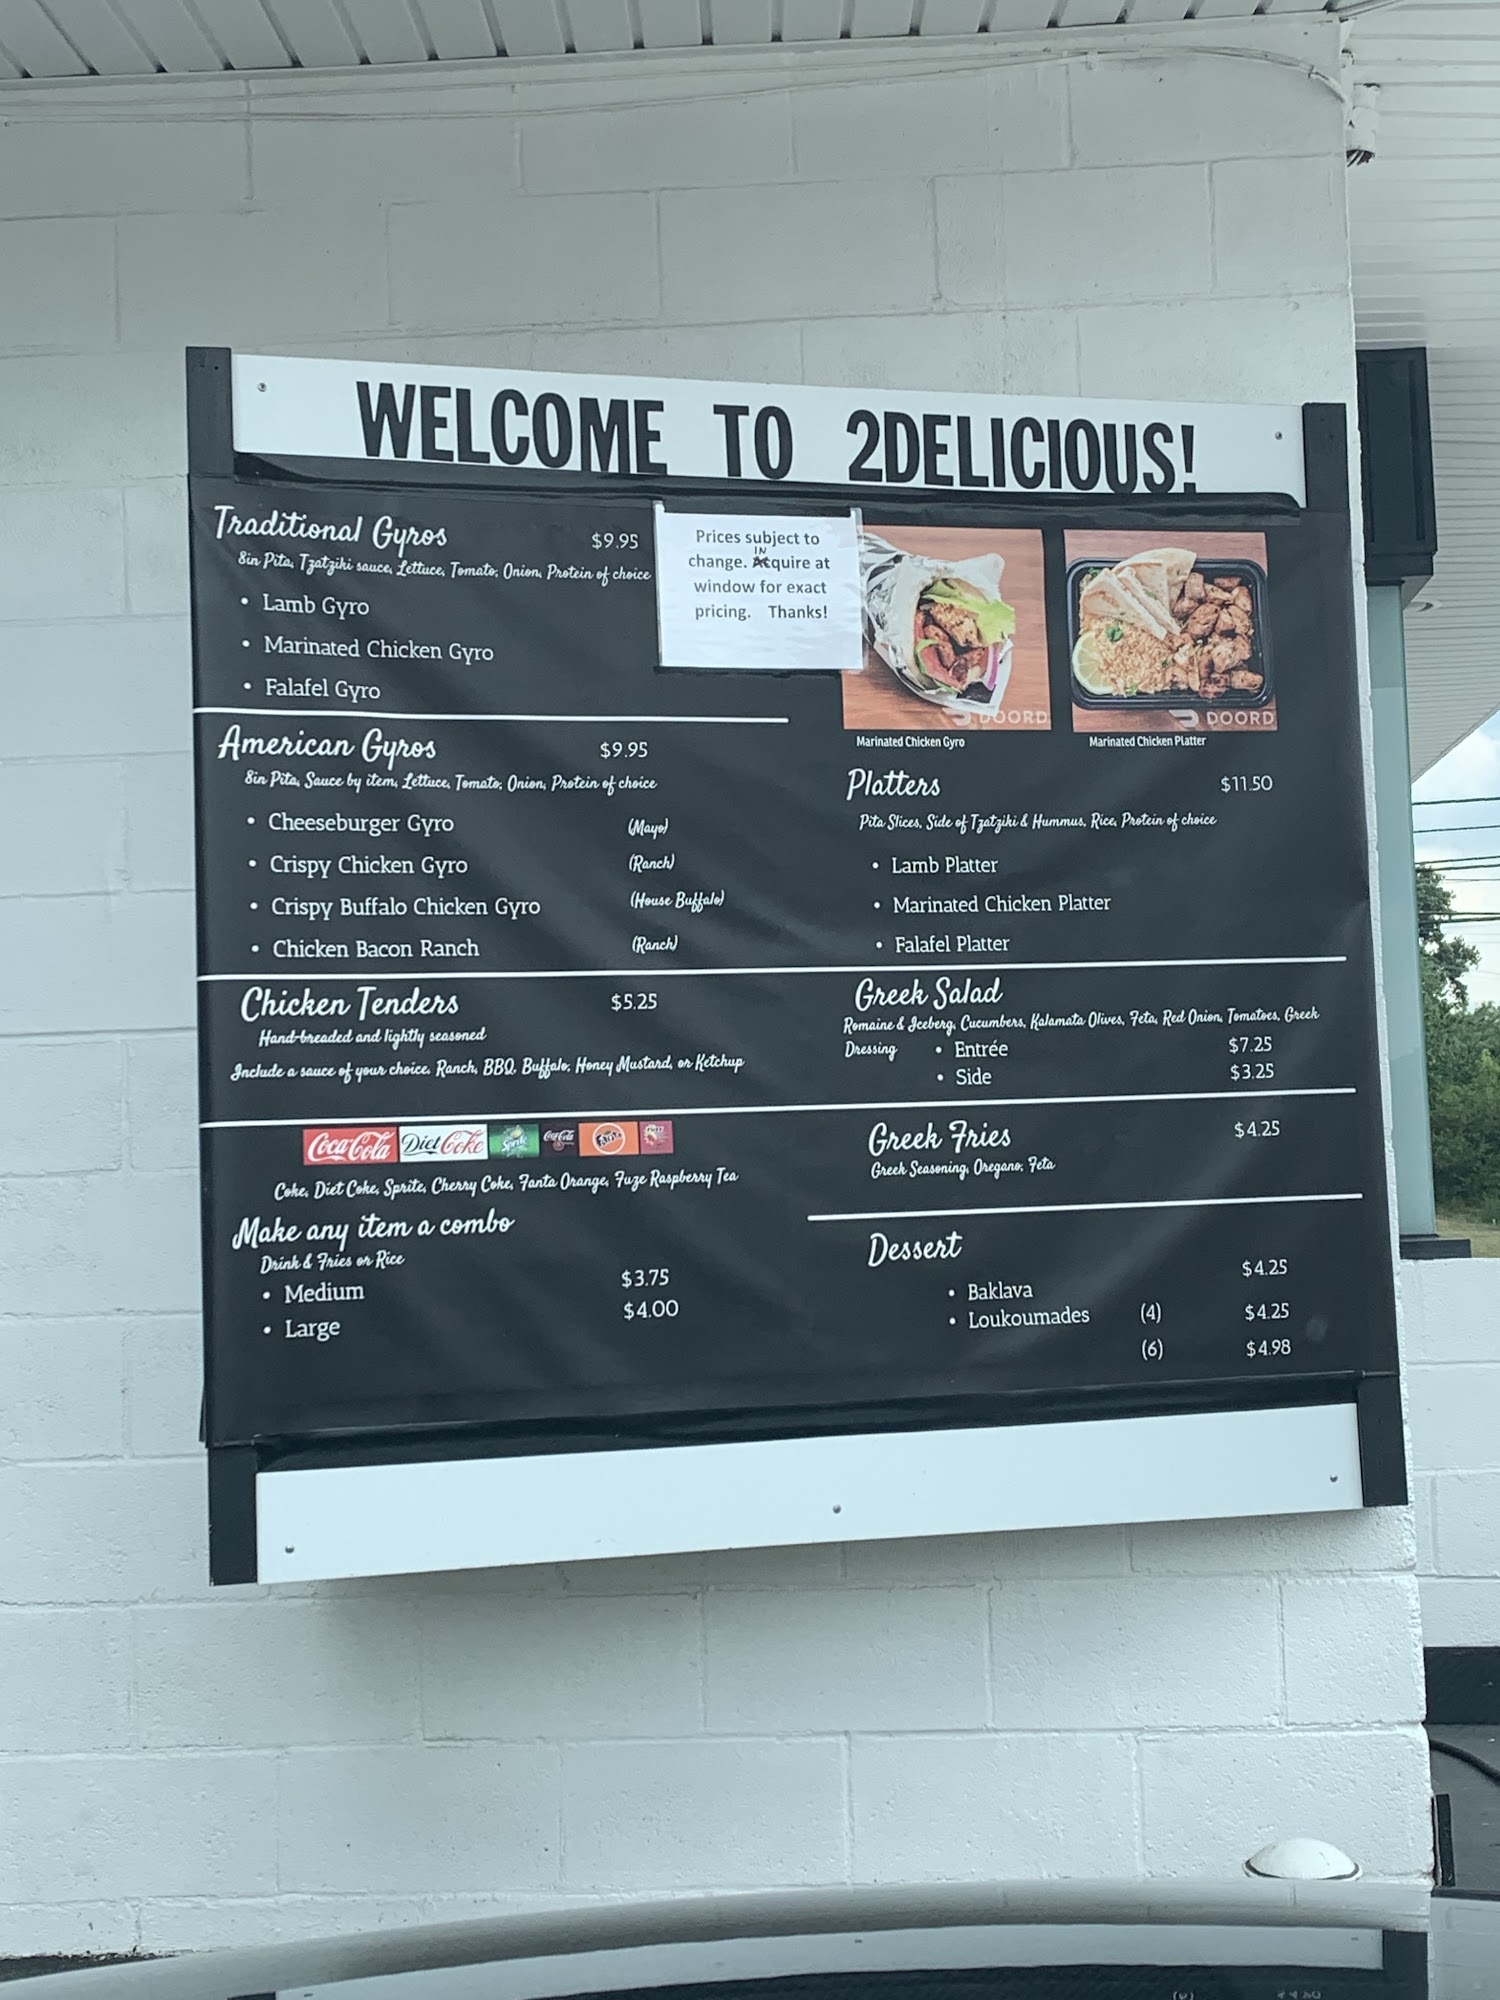 WELCOME TO 2DELICIOUS!
Traditional Gyros $9.95
8in Pita, Tzatziki sauce, Lettuce, Tomato, Onion, Protein of choice
• Lamb Gyro
• Marinated Chicken Gyro
• Falafel Gyro
Prices subject to
IN
change. Acquire at
window for exact
pricing. Thanks!
DOORD
DOORD
Marinated Chicken Gyro
Marinated Chicken Platter
American Gyros $9.95
8in Pita, Sauce by item, Lettuce, Tomato, Onion, Protein of choice
• Cheeseburger Gyro (Mayo)
• Crispy Chicken Gyro (Ranch)
• Crispy Buffalo Chicken Gyro (House Buffalo)
• Chicken Bacon Ranch (Ranch)
Platters $11.50
Pita Slices, Side of Tzatziki & Hummus, Rice, Protein of choice
• Lamb Platter
• Marinated Chicken Platter
• Falafel Platter
Chicken Tenders $5.25
Hand-breaded and lightly seasoned
Include a sauce of your choice. Ranch, BBQ, Buffalo, Honey Mustard, or Ketchup
Greek Salad
Romaine & Iceberg, Cucumbers, Kalamata Olives, Feta, Red Onion, Tomatoes, Greek
Dressing • Entrée $7.25
• Side $3.25
Coca-Cola Diet Coke Sprite Coca-Cola Fanta
Coke, Diet Coke, Sprite, Cherry Coke, Fanta Orange, Fuze Raspberry Tea
Make any item a combo
Drink & Fries or Rice
• Medium $3.75
• Large $4.00
Greek Fries $4.25
Greek Seasoning, Oregano, Feta
Dessert
• Baklava $4.25
• Loukoumades (4) $4.25
(6) $4.98